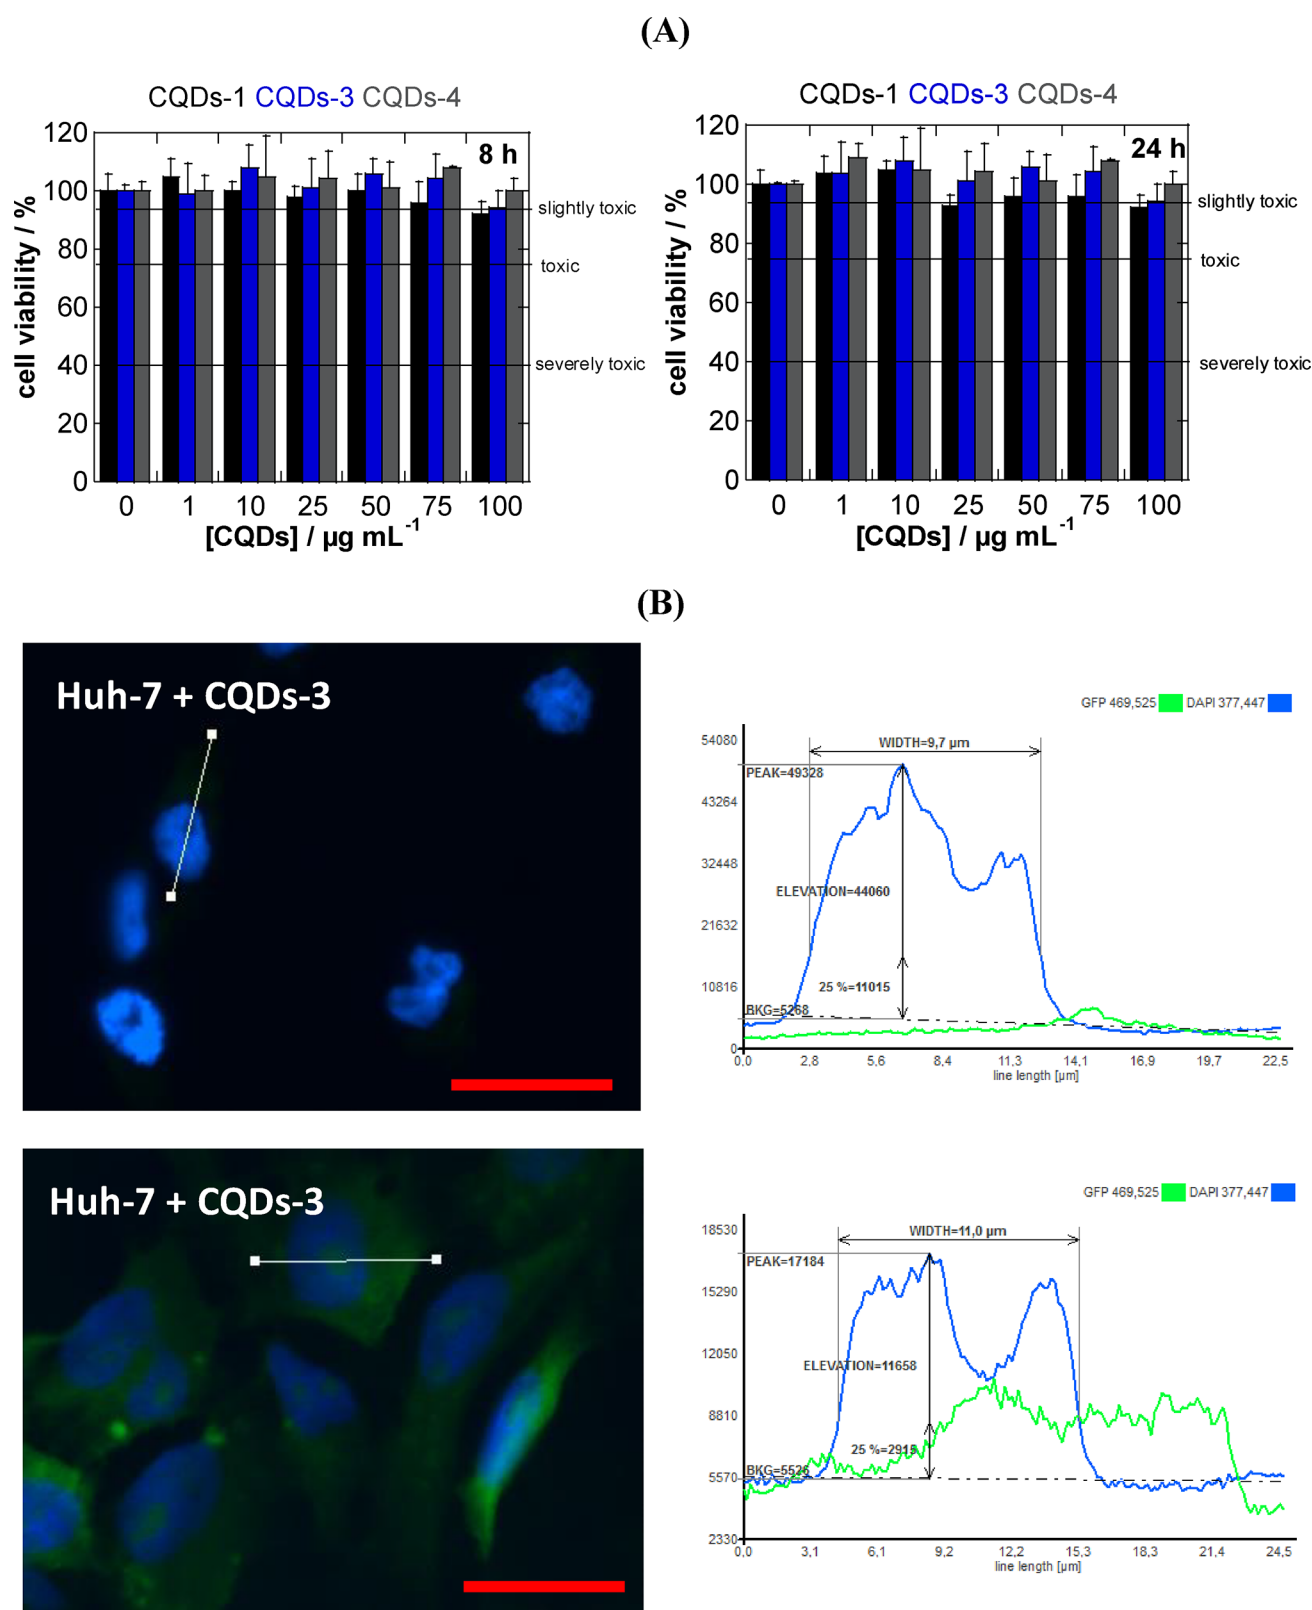 (A)
CQDs-1 CQDs-3 CQDs-4
8 h
cell viability / %
120
100
80
60
40
20
0
slightly toxic
toxic
severely toxic
0 1 10 25 50 75 100
[CQDs] / µg mL-1
CQDs-1 CQDs-3 CQDs-4
24 h
cell viability / %
120
100
80
60
40
20
0
slightly toxic
toxic
severely toxic
0 1 10 25 50 75 100
[CQDs] / µg mL-1
(B)
Huh-7 + CQDs-3
GFP 469,525 DAPI 377,447
54080
43264
32448
21632
10816
0
WIDTH=9,7 µm
PEAK=49328
ELEVATION=44060
25 %=11015
BKG=5268
0,0 2,8 5,6 8,4 11,3 14,1 16,9 19,7 22,5
line length [µm]
Huh-7 + CQDs-3
GFP 469,525 DAPI 377,447
18530
15290
12050
8810
5570
2330
WIDTH=11,0 µm
PEAK=17184
ELEVATION=11658
25 %=2915
BKG=5526
0,0 3,1 6,1 9,2 12,2 15,3 18,3 21,4 24,5
line length [µm]